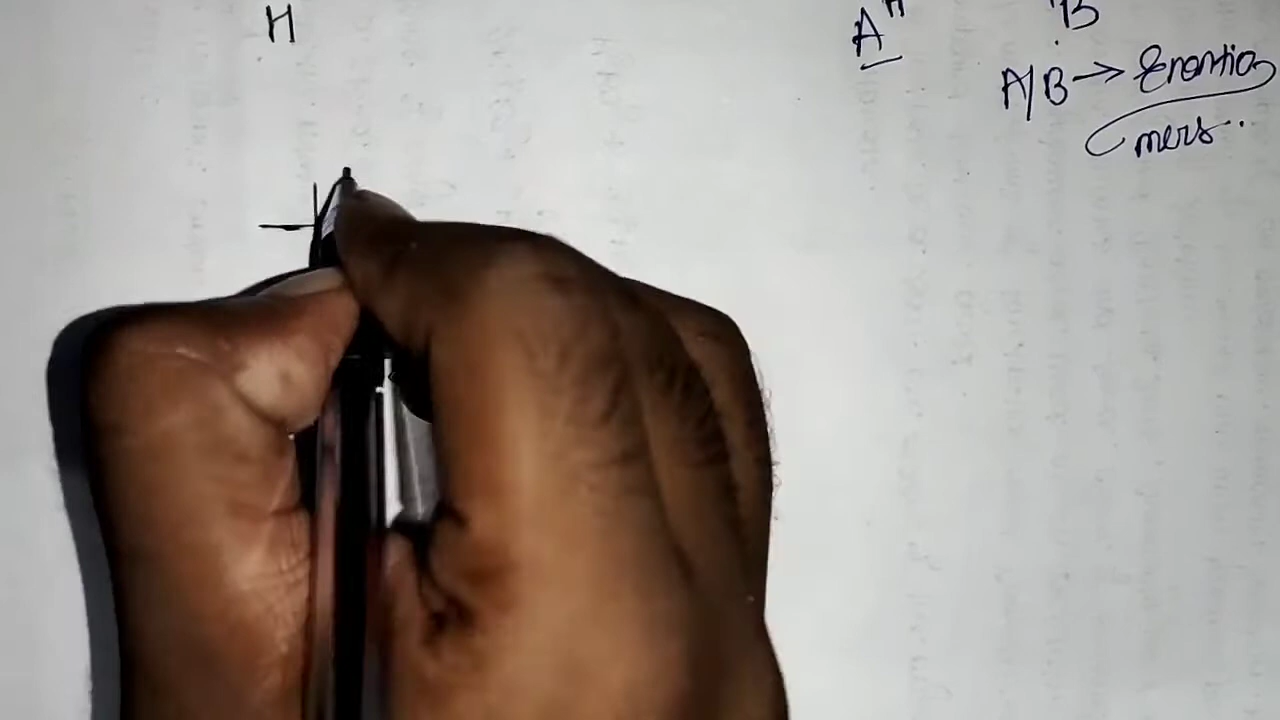 H
A H B
A/B → Enantio
mers.